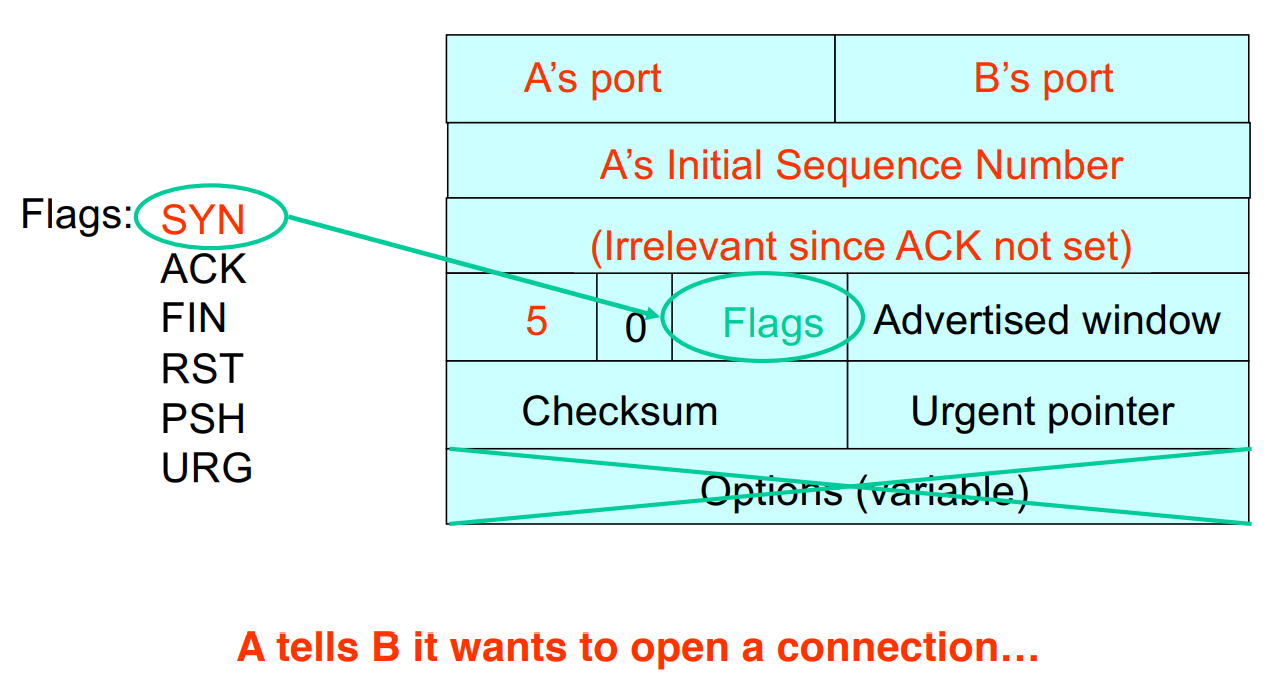 A’s port
B’s port
A’s Initial Sequence Number
Flags: SYN
(Irrelevant since ACK not set)
ACK
FIN
RST
PSH
URG
5
0
Flags
Advertised window
Checksum
Urgent pointer
Options (variable)
A tells B it wants to open a connection…